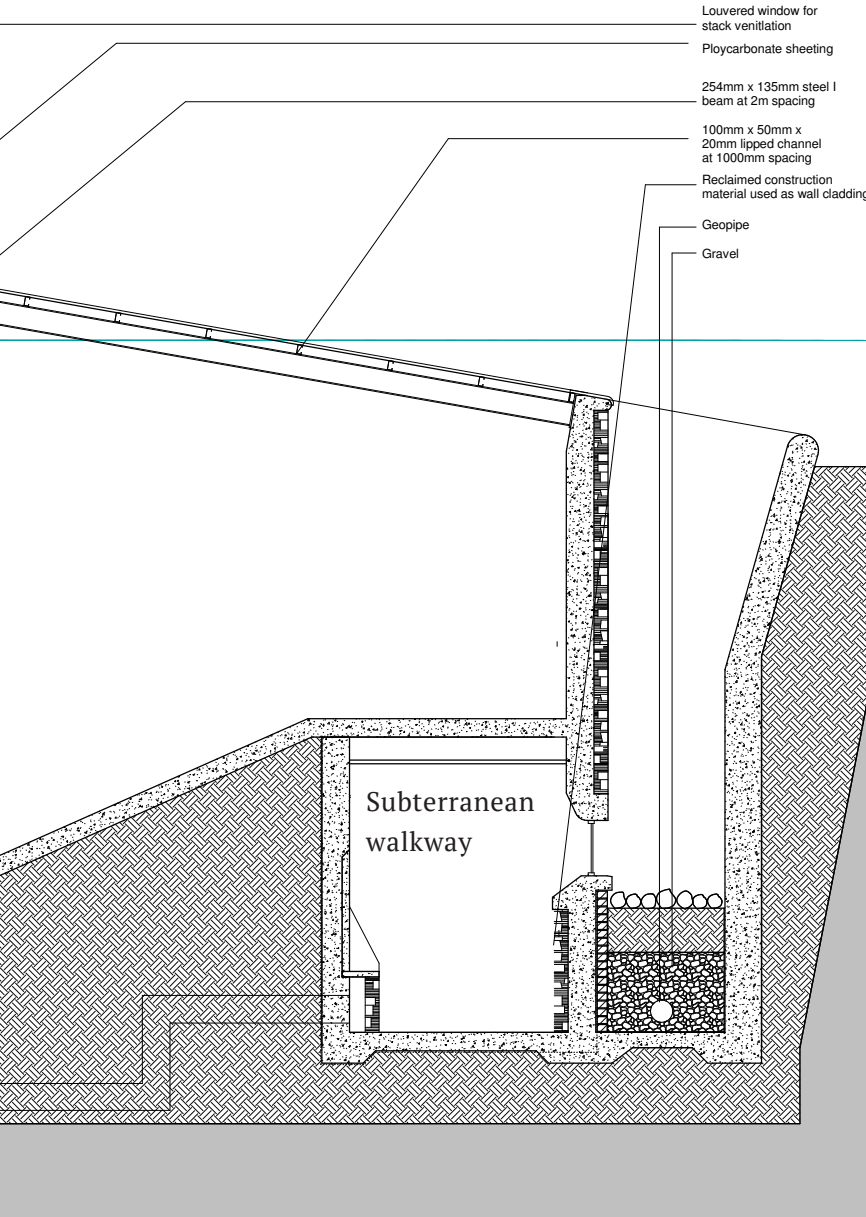 Louvered window for
stack venitlation
Ploycarbonate sheeting
254mm x 135mm steel I
beam at 2m spacing
100mm x 50mm x
20mm lipped channel
at 1000mm spacing
Reclaimed construction
material used as wall cladding
Geopipe
Gravel
Subterranean
walkway